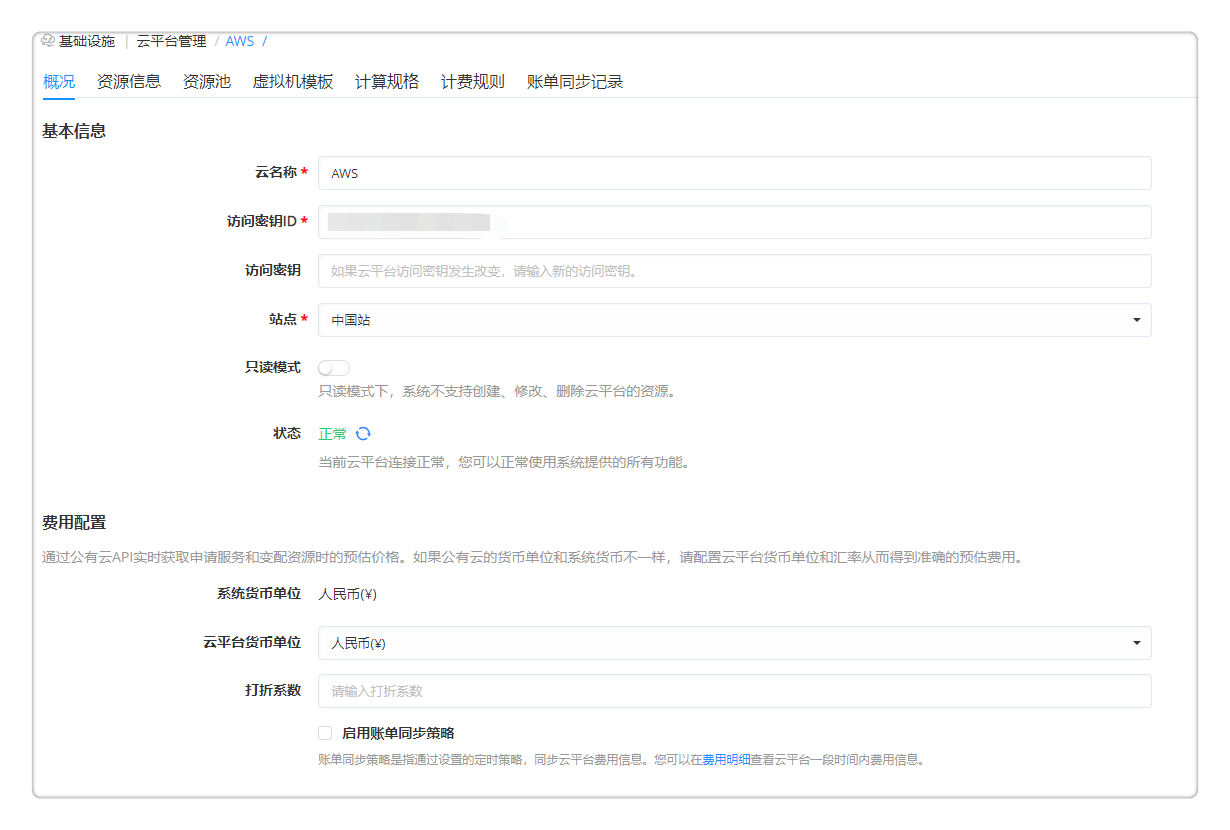 基础设施 | 云平台管理 / AWS /
概况 资源信息 资源池 虚拟机模板 计算规格 计费规则 账单同步记录
基本信息
云名称 * AWS
访问密钥ID *
访问密钥 如果云平台访问密钥发生改变，请输入新的访问密钥。
站点 * 中国站
只读模式
只读模式下，系统不支持创建、修改、删除云平台的资源。
状态 正常
当前云平台连接正常，您可以正常使用系统提供的所有功能。
费用配置
通过公有云API实时获取申请服务和变配资源时的预估价格。如果公有云的货币单位和系统货币不一样，请配置云平台货币单位和汇率从而得到准确的预估费用。
系统货币单位 人民币(¥)
云平台货币单位 人民币(¥)
打折系数 请输入打折系数
启用账单同步策略
账单同步策略是指通过设置的定时策略，同步云平台费用信息。您可以在费用明细查看云平台一段时间内费用信息。